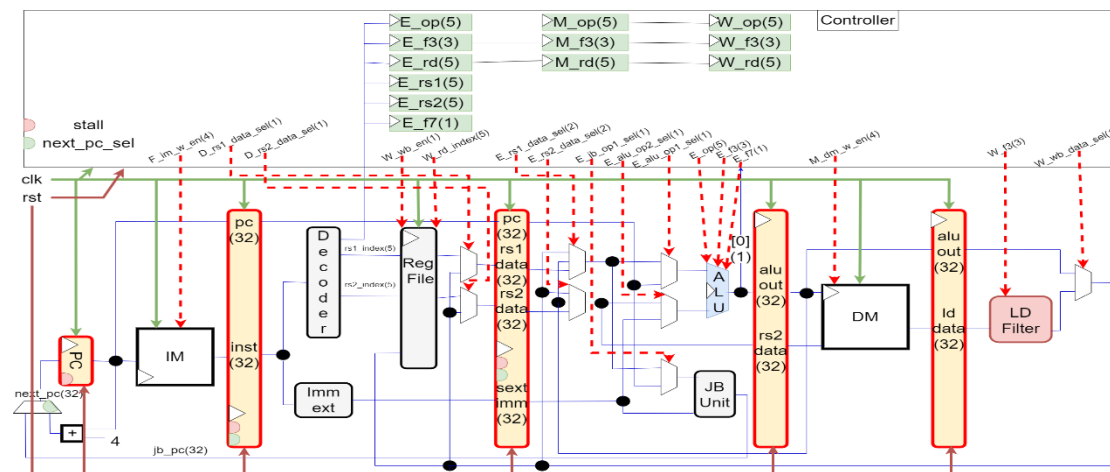 Controller
E_op(5)
M_op(5)
W_op(5)
E_f3(3)
M_f3(3)
W_f3(3)
E_rd(5)
M_rd(5)
W_rd(5)
E_rs1(5)
E_rs2(5)
E_f7(1)
stall
next_pc_sel
F_im_w_en(4)
D_rs1_data_sel(1)
D_rs2_data_sel(1)
W_wb_en(1)
W_rd_index(5)
E_rs1_data_sel(2)
E_rs2_data_sel(2)
E_jb_op1_sel(1)
E_alu_op2_sel(1)
E_alu_op1_sel(1)
E_op(5)
E_f3(3)
E_f7(1)
M_dm_w_en(4)
W_f3(3)
W_wb_data_sel(1)
clk
rst
pc
(32)
inst
(32)
Decoder
rs1_index(5)
rs2_index(5)
Reg
File
pc
(32)
rs1
data
(32)
rs2
data
(32)
sext
imm
(32)
ALU
[0]
(1)
alu
out
(32)
rs2
data
(32)
DM
alu
out
(32)
ld
data
(32)
LD
Filter
PC
IM
Imm
ext
JB
Unit
next_pc(32)
+
4
jb_pc(32)